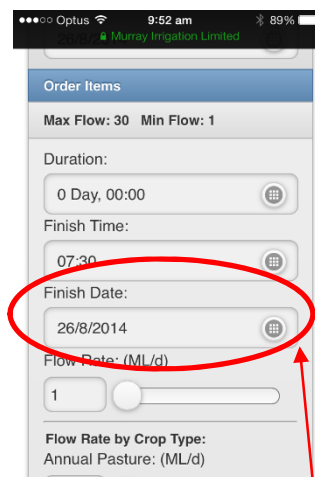 Optus 9:52 am 89%
Murray Irrigation Limited
Order Items
Max Flow: 30 Min Flow: 1
Duration:
0 Day, 00:00
Finish Time:
07:30
Finish Date:
26/8/2014
Flow Rate: (ML/d)
1
Flow Rate by Crop Type:
Annual Pasture: (ML/d)